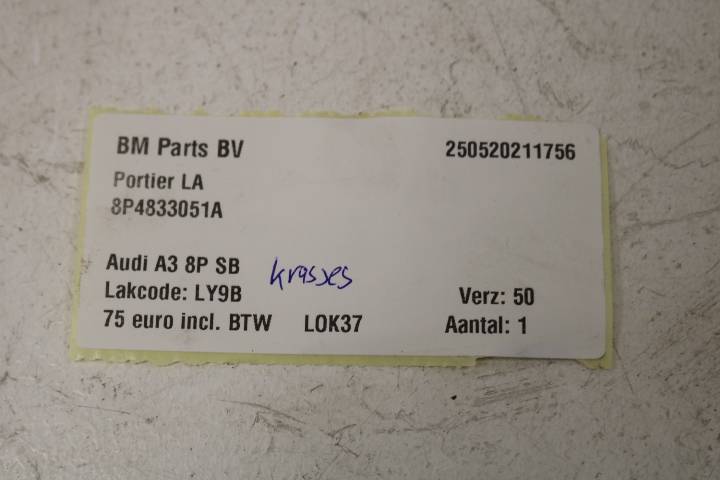 BM Parts BV 250520211756
Portier LA
8P4833051A
Audi A3 8P SB krasses
Lakcode: LY9B Verz: 50
75 euro incl. BTW LOK37 Aantal: 1